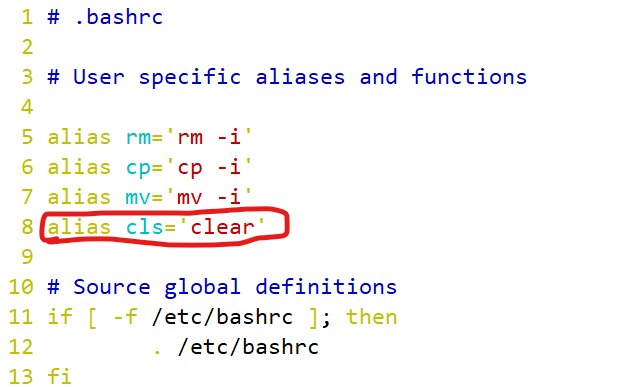 1 # .bashrc
2
3 # User specific aliases and functions
4
5 alias rm='rm -i'
6 alias cp='cp -i'
7 alias mv='mv -i'
8 alias cls='clear'
9
10 # Source global definitions
11 if [ -f /etc/bashrc ]; then
12         . /etc/bashrc
13 fi